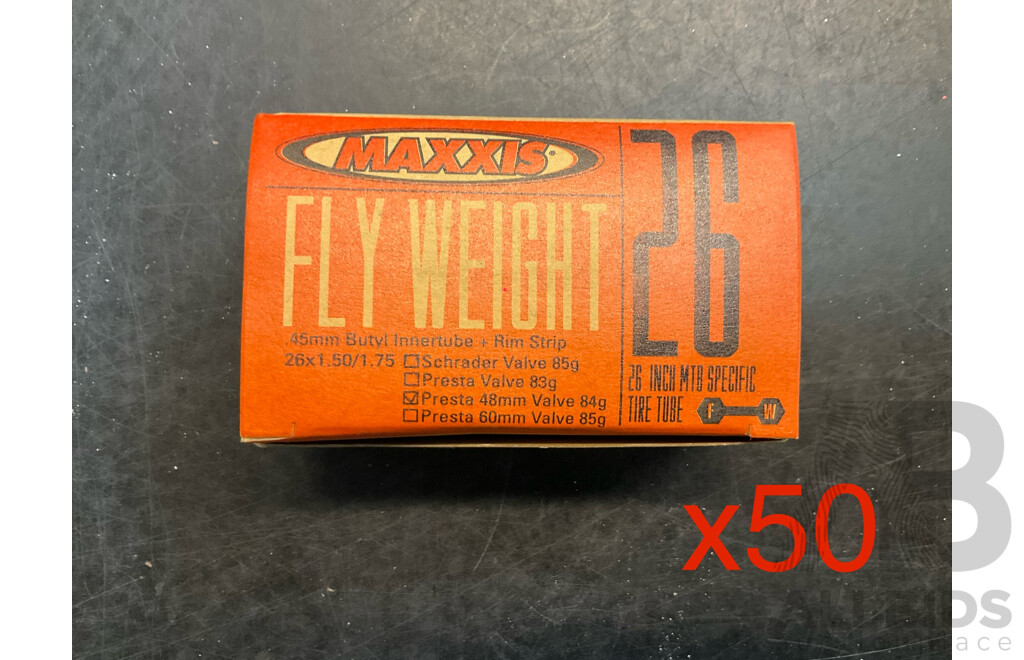 MAXXIS
FLY WEIGHT
.45mm Butyl Innertube + Rim Strip
26x1.50/1.75 ☐Schrader Valve 85g
☐Presta Valve 83g
☑Presta 48mm Valve 84g
☐Presta 60mm Valve 85g
26
26 INCH MTB SPECIFIC
TIRE TUBE F W
x50
B
ALLBIDS